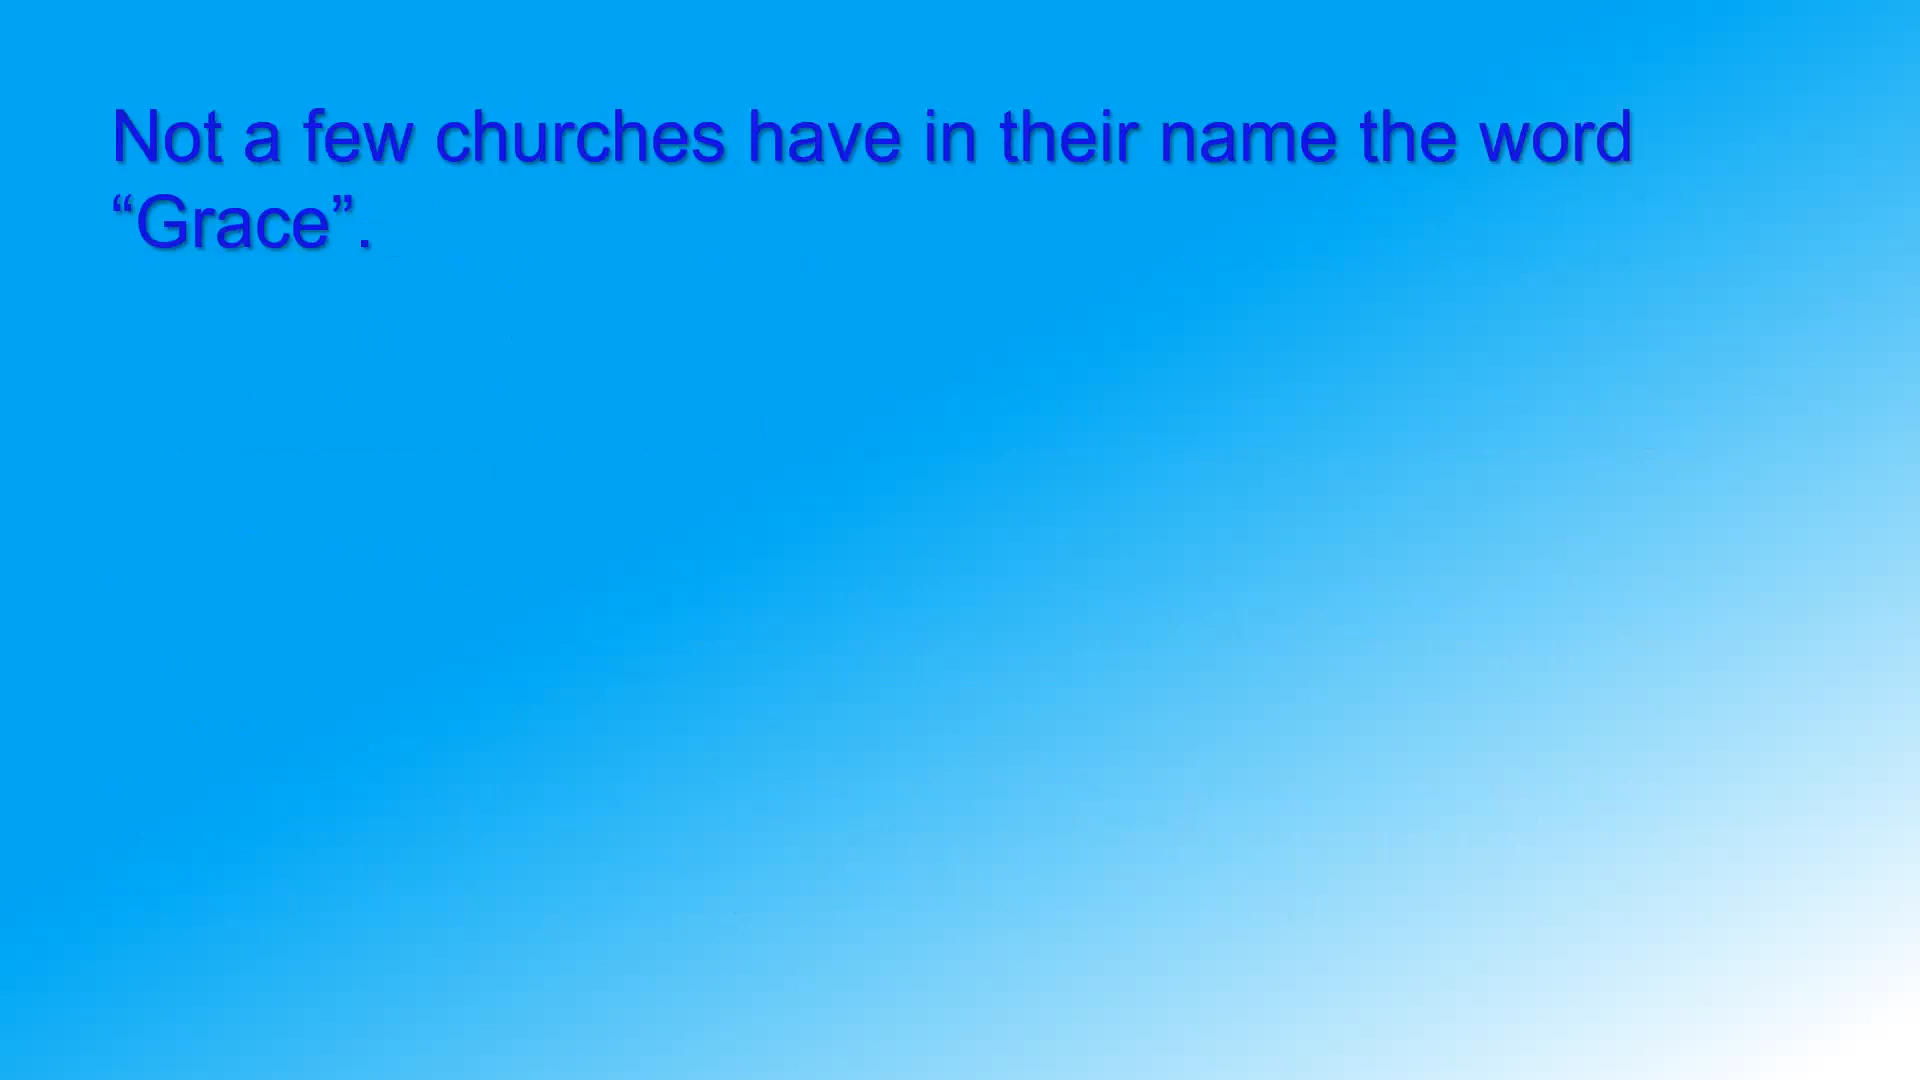 Not a few churches have in their name the word
“Grace”.